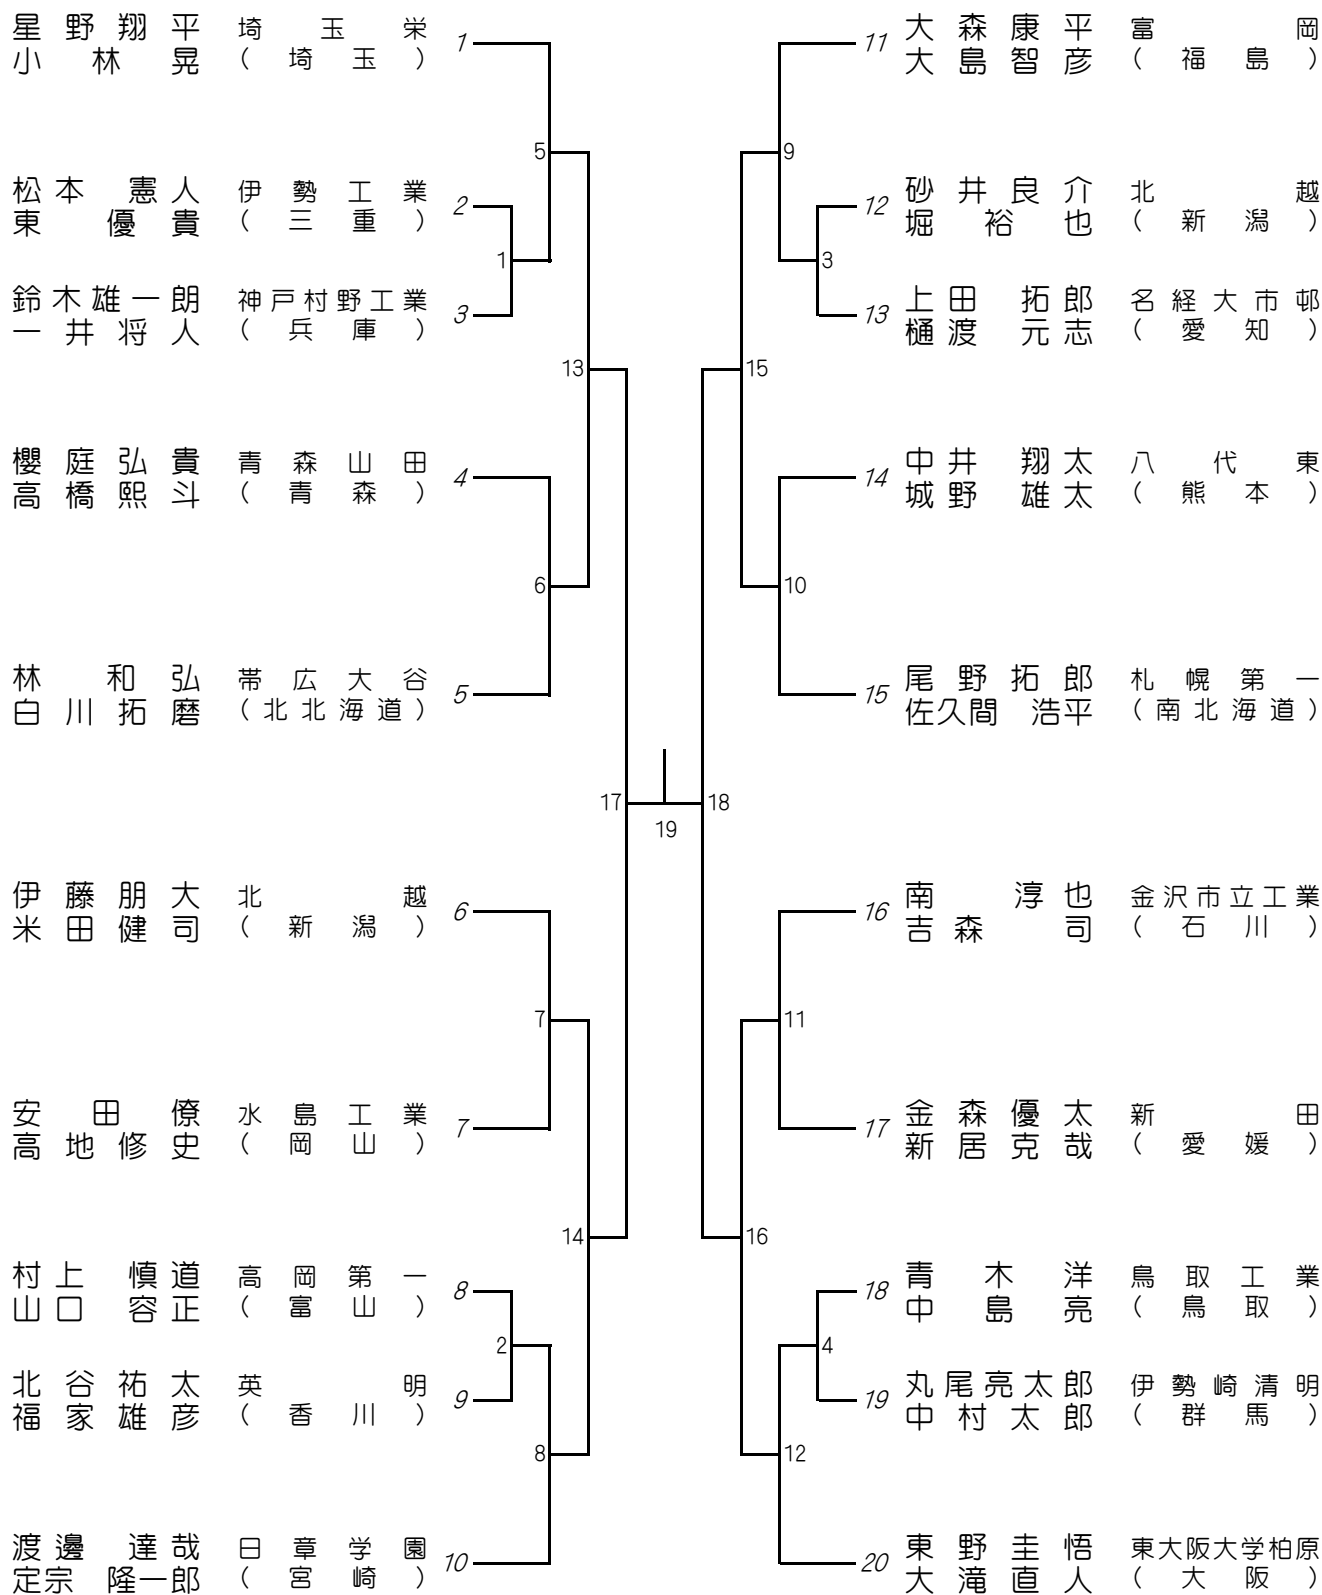 星野翔平 埼玉栄 1
小林晃 (埼玉)
松本憲人 伊勢工業 2
東優貴 (三重)
鈴木雄一朗 神戸村野工業 3
一井将人 (兵庫)
櫻庭弘貴 青森山田 4
高橋熙斗 (青森)
林和弘 帯広大谷 5
白川拓磨 (北北海道)
伊藤朋大 北越 6
米田健司 (新潟)
安田僚 水島工業 7
高地修史 (岡山)
村上慎道 高岡第一 8
山口容正 (富山)
北谷祐太 英明 9
福家雄彦 (香川)
渡邊達哉 日章学園 10
定宗隆一郎 (宮崎)
5
1
13
6
17
7
14
2
8
19
9
3
15
10
18
11
16
4
12
11 大森康平 富岡
大島智彦 (福島)
12 砂井良介 北越
堀裕也 (新潟)
13 上田拓郎 名経大市邨
樋渡元志 (愛知)
14 中井翔太 八代東
城野雄太 (熊本)
15 尾野拓郎 札幌第一
佐久間浩平 (南北海道)
16 南淳也 金沢市立工業
吉森司 (石川)
17 金森優太 新田
新居克哉 (愛媛)
18 青木洋 鳥取工業
中島亮 (鳥取)
19 丸尾亮太郎 伊勢崎清明
中村太郎 (群馬)
20 東野圭悟 東大阪大学柏原
大滝直人 (大阪)